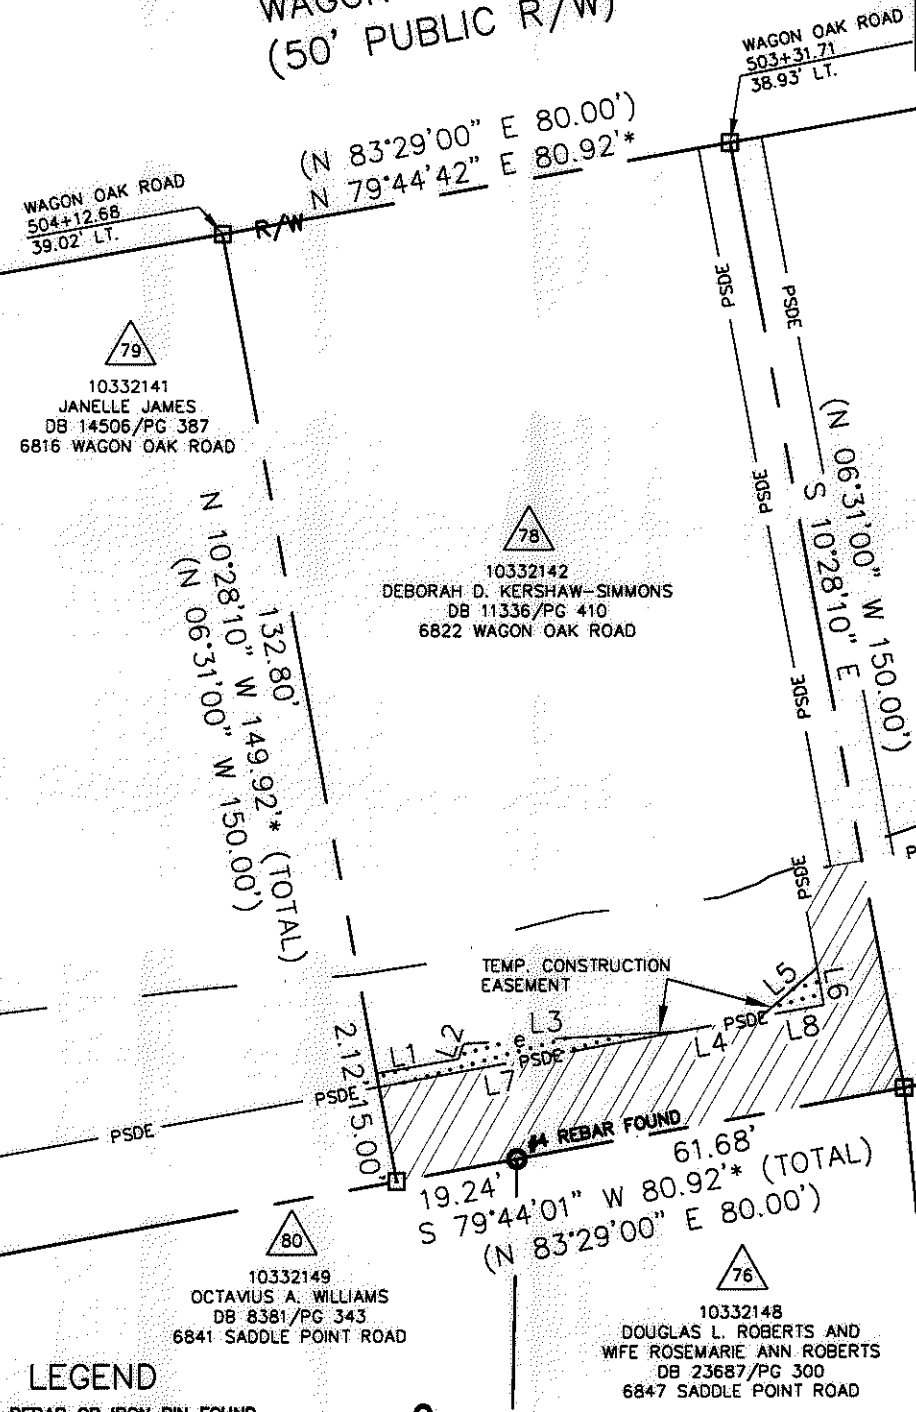 (50' PUBLIC R/W)
WAGON OAK ROAD
503+31.71
38.93' LT.
(N 83°29'00" E 80.00')
N 79°44'42" E 80.92'*
WAGON OAK ROAD
504+12.68
39.02' LT.
R/W
PSDE
PSDE
79
10332141
JANELLE JAMES
DB 14506/PG 387
6816 WAGON OAK ROAD
(N 06°31'00" W 150.00')
S 10°28'10" E
PSDE
78
10332142
DEBORAH D. KERSHAW-SIMMONS
DB 11336/PG 410
6822 WAGON OAK ROAD
132.80'
N 10°28'10" W 149.92'* (TOTAL)
(N 06°31'00" W 150.00')
PSDE
PSDE
TEMP. CONSTRUCTION
EASEMENT
L5
L6
L3
L2
L1
e
PSDE
L8
L4
PSDE
L7
2.12'
15.00'
PSDE
PSDE
#4 REBAR FOUND
61.68'
19.24'
S 79°44'01" W 80.92'* (TOTAL)
(N 83°29'00" E 80.00')
80
10332149
OCTAVIUS A. WILLIAMS
DB 8381/PG 343
6841 SADDLE POINT ROAD
76
10332148
DOUGLAS L. ROBERTS AND
WIFE ROSEMARIE ANN ROBERTS
DB 23687/PG 300
6847 SADDLE POINT ROAD
LEGEND